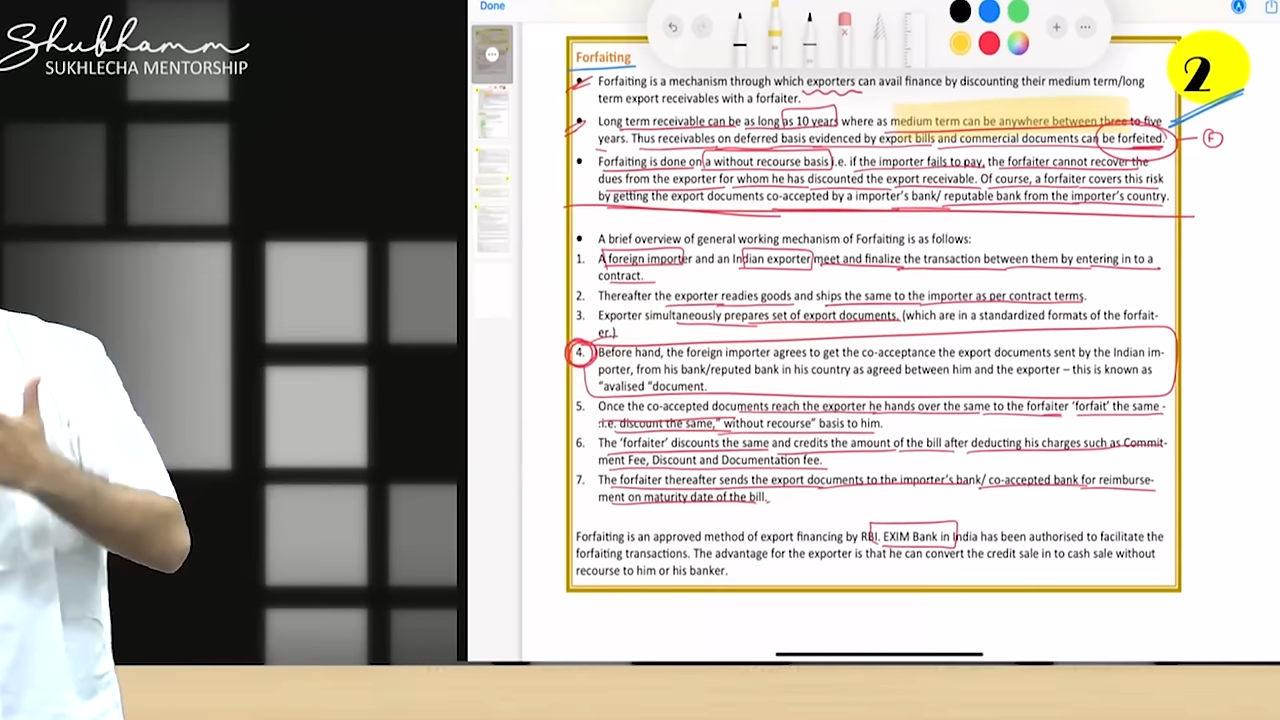 Shubhamm
SUKHLECHA MENTORSHIP
Done
2
Forfaiting
• Forfaiting is a mechanism through which exporters can avail finance by discounting their medium term/long
term export receivables with a forfaiter.
• Long term receivable can be as long as 10 years where as medium term can be anywhere between three to five
years. Thus receivables on deferred basis evidenced by export bills and commercial documents can be forfeited.
F
• Forfaiting is done on a without recourse basis i.e. if the importer fails to pay, the forfaiter cannot recover the
dues from the exporter for whom he has discounted the export receivable. Of course, a forfaiter covers this risk
by getting the export documents co-accepted by a importer's bank/ reputable bank from the importer's country.
• A brief overview of general working mechanism of Forfaiting is as follows:
1. A foreign importer and an Indian exporter meet and finalize the transaction between them by entering in to a
contract.
2. Thereafter the exporter readies goods and ships the same to the importer as per contract terms.
3. Exporter simultaneously prepares set of export documents. (which are in a standardized formats of the forfait-
er.)
4. Before hand, the foreign importer agrees to get the co-acceptance the export documents sent by the Indian im-
porter, from his bank/reputed bank in his country as agreed between him and the exporter – this is known as
"avalised "document.
5. Once the co-accepted documents reach the exporter he hands over the same to the forfaiter 'forfait' the same -
i.e. discount the same," without recourse" basis to him.
6. The 'forfaiter' discounts the same and credits the amount of the bill after deducting his charges such as Commit-
ment Fee, Discount and Documentation fee.
7. The forfaiter thereafter sends the export documents to the importer's bank/ co-accepted bank for reimburse-
ment on maturity date of the bill.
Forfaiting is an approved method of export financing by RBI. EXIM Bank in India has been authorised to facilitate the
forfaiting transactions. The advantage for the exporter is that he can convert the credit sale in to cash sale without
recourse to him or his banker.